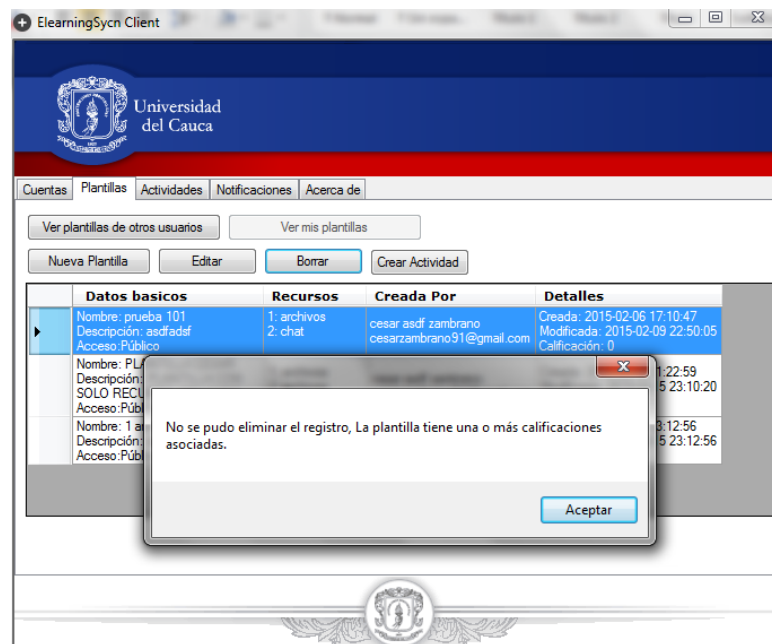 ElearningSycn Client
Universidad
del Cauca
Cuentas Plantillas Actividades Notificaciones Acerca de
Ver plantillas de otros usuarios Ver mis plantillas
Nueva Plantilla Editar Borrar Crear Actividad
Datos basicos Recursos Creada Por Detalles
Nombre: prueba 101
Descripción: asdfadsf
Acceso:Público
1: archivos
2: chat
cesar asdf zambrano
cesarzambrano91@gmail.com
Creada: 2015-02-06 17:10:47
Modificada: 2015-02-09 22:50:05
Calificación: 0
Nombre: PL
Descripción:
SOLO RECU
Acceso:Púb
1:22:59
5 23:10:20
Nombre: 1 a
Descripción:
Acceso:Púb
3:12:56
5 23:12:56
No se pudo eliminar el registro, La plantilla tiene una o más calificaciones
asociadas.
Aceptar